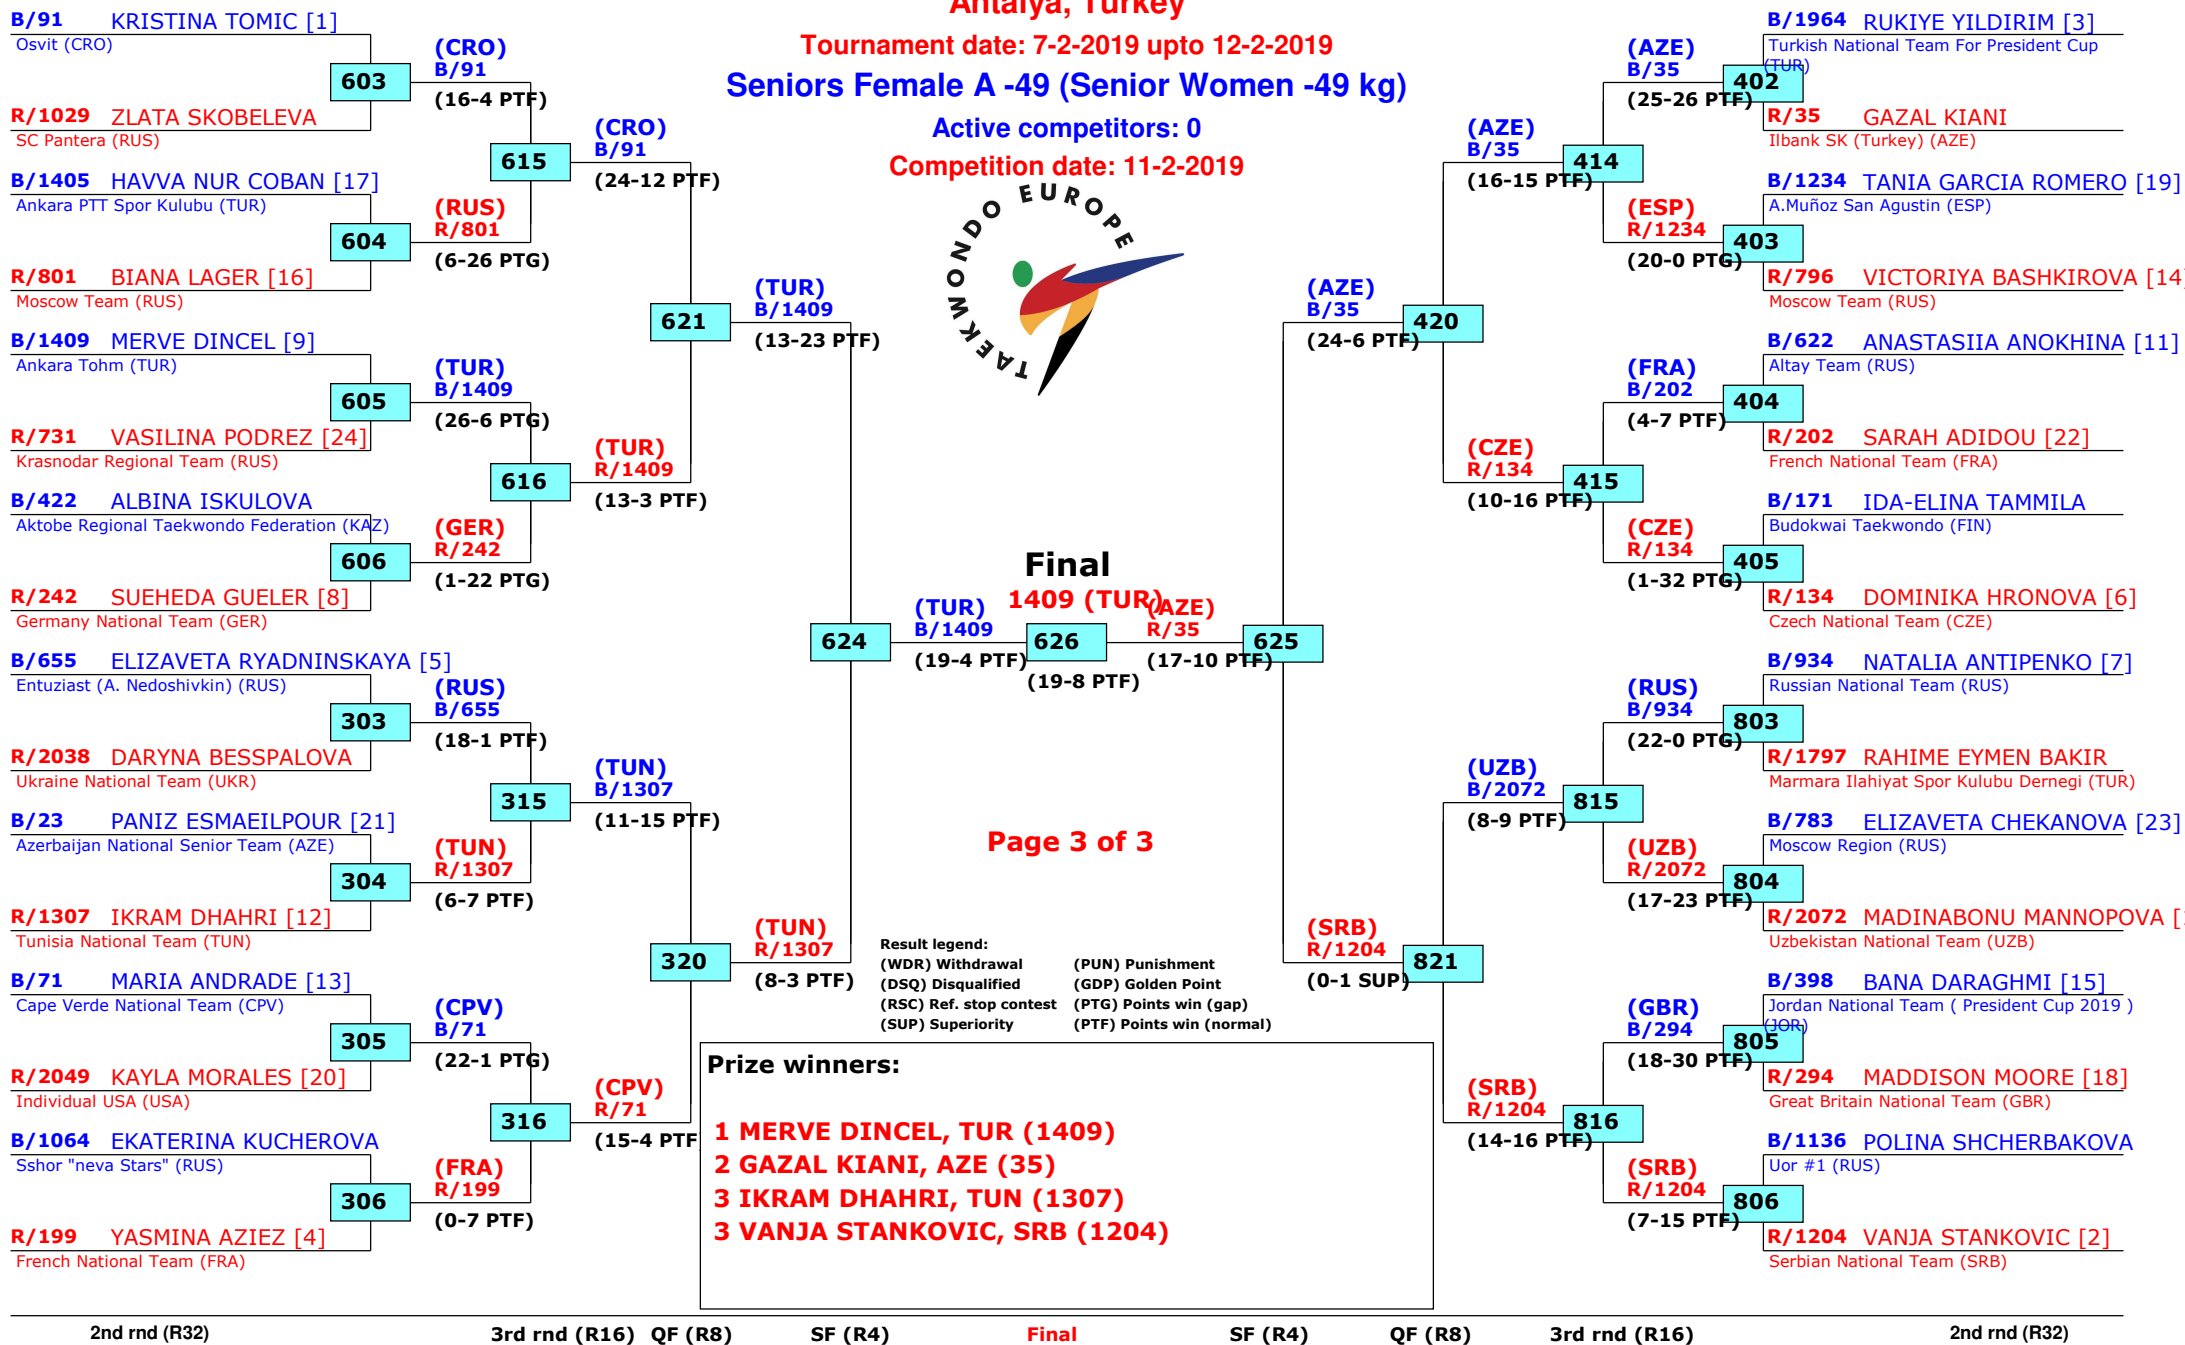 Antalya, Turkey
Tournament date: 7-2-2019 upto 12-2-2019
Seniors Female A -49 (Senior Women -49 kg)
Active competitors: 0
Competition date: 11-2-2019
TAEKWONDO EUROPE
B/91 KRISTINA TOMIC [1]
Osvit (CRO)
603
R/1029 ZLATA SKOBELEVA
SC Pantera (RUS)
B/1405 HAVVA NUR COBAN [17]
Ankara PTT Spor Kulubu (TUR)
604
R/801 BIANA LAGER [16]
Moscow Team (RUS)
B/1409 MERVE DINCEL [9]
Ankara Tohm (TUR)
605
R/731 VASILINA PODREZ [24]
Krasnodar Regional Team (RUS)
B/422 ALBINA ISKULOVA
Aktobe Regional Taekwondo Federation (KAZ)
606
R/242 SUEHEDA GUELER [8]
Germany National Team (GER)
B/655 ELIZAVETA RYADNINSKAYA [5]
Entuziast (A. Nedoshivkin) (RUS)
303
R/2038 DARYNA BESSPALOVA
Ukraine National Team (UKR)
B/23 PANIZ ESMAEILPOUR [21]
Azerbaijan National Senior Team (AZE)
304
R/1307 IKRAM DHAHRI [12]
Tunisia National Team (TUN)
B/71 MARIA ANDRADE [13]
Cape Verde National Team (CPV)
305
R/2049 KAYLA MORALES [20]
Individual USA (USA)
B/1064 EKATERINA KUCHEROVA
Sshor "neva Stars" (RUS)
306
R/199 YASMINA AZIEZ [4]
French National Team (FRA)
(CRO)
B/91
(16-4 PTF)
615
(RUS)
R/801
(6-26 PTG)
(TUR)
B/1409
(26-6 PTG)
616
(GER)
R/242
(1-22 PTG)
(RUS)
B/655
(18-1 PTF)
315
(TUN)
R/1307
(6-7 PTF)
(CPV)
B/71
(22-1 PTG)
316
(FRA)
R/199
(0-7 PTF)
(CRO)
B/91
(24-12 PTF)
621
(TUR)
R/1409
(13-3 PTF)
(TUN)
B/1307
(11-15 PTF)
320
(CPV)
R/71
(15-4 PTF
(TUR)
B/1409
(13-23 PTF)
624
(TUN)
R/1307
(8-3 PTF)
(TUR)
B/1409
(19-4 PTF)
Final
1409 (TUR)
626
(19-8 PTF)
(AZE)
R/35
(17-10 PTF)
625
Page 3 of 3
(AZE)
B/35
(24-6 PTF)
420
(SRB)
R/1204
(0-1 SUP)
821
(AZE)
B/35
(16-15 PTF)
414
(CZE)
R/134
(10-16 PTF)
415
(UZB)
B/2072
(8-9 PTF)
815
(SRB)
R/1204
(14-16 PTF)
816
(AZE)
B/35
(25-26 PTF)
402
(ESP)
R/1234
(20-0 PTG)
403
(FRA)
B/202
(4-7 PTF)
404
(CZE)
R/134
(1-32 PTG)
405
(RUS)
B/934
(22-0 PTG)
803
(UZB)
R/2072
(17-23 PTF)
804
(GBR)
B/294
(18-30 PTF)
805
(SRB)
R/1204
(7-15 PTF)
806
B/1964 RUKIYE YILDIRIM [3]
Turkish National Team For President Cup
(TUR)
R/35 GAZAL KIANI
Ilbank SK (Turkey) (AZE)
B/1234 TANIA GARCIA ROMERO [19]
A.Muñoz San Agustin (ESP)
R/796 VICTORIYA BASHKIROVA [14]
Moscow Team (RUS)
B/622 ANASTASIIA ANOKHINA [11]
Altay Team (RUS)
R/202 SARAH ADIDOU [22]
French National Team (FRA)
B/171 IDA-ELINA TAMMILA
Budokwai Taekwondo (FIN)
R/134 DOMINIKA HRONOVA [6]
Czech National Team (CZE)
B/934 NATALIA ANTIPENKO [7]
Russian National Team (RUS)
R/1797 RAHIME EYMEN BAKIR
Marmara Ilahiyat Spor Kulubu Dernegi (TUR)
B/783 ELIZAVETA CHEKANOVA [23]
Moscow Region (RUS)
R/2072 MADINABONU MANNOPOVA
Uzbekistan National Team (UZB)
B/398 BANA DARAGHMI [15]
Jordan National Team ( President Cup 2019 )
(JOR)
R/294 MADDISON MOORE [18]
Great Britain National Team (GBR)
B/1136 POLINA SHCHERBAKOVA
Uor #1 (RUS)
R/1204 VANJA STANKOVIC [2]
Serbian National Team (SRB)
Result legend:
(WDR) Withdrawal (PUN) Punishment
(DSQ) Disqualified (GDP) Golden Point
(RSC) Ref. stop contest (PTG) Points win (gap)
(SUP) Superiority (PTF) Points win (normal)
Prize winners:
1 MERVE DINCEL, TUR (1409)
2 GAZAL KIANI, AZE (35)
3 IKRAM DHAHRI, TUN (1307)
3 VANJA STANKOVIC, SRB (1204)
2nd rnd (R32) 3rd rnd (R16) QF (R8) SF (R4) Final SF (R4) QF (R8) 3rd rnd (R16) 2nd rnd (R32)